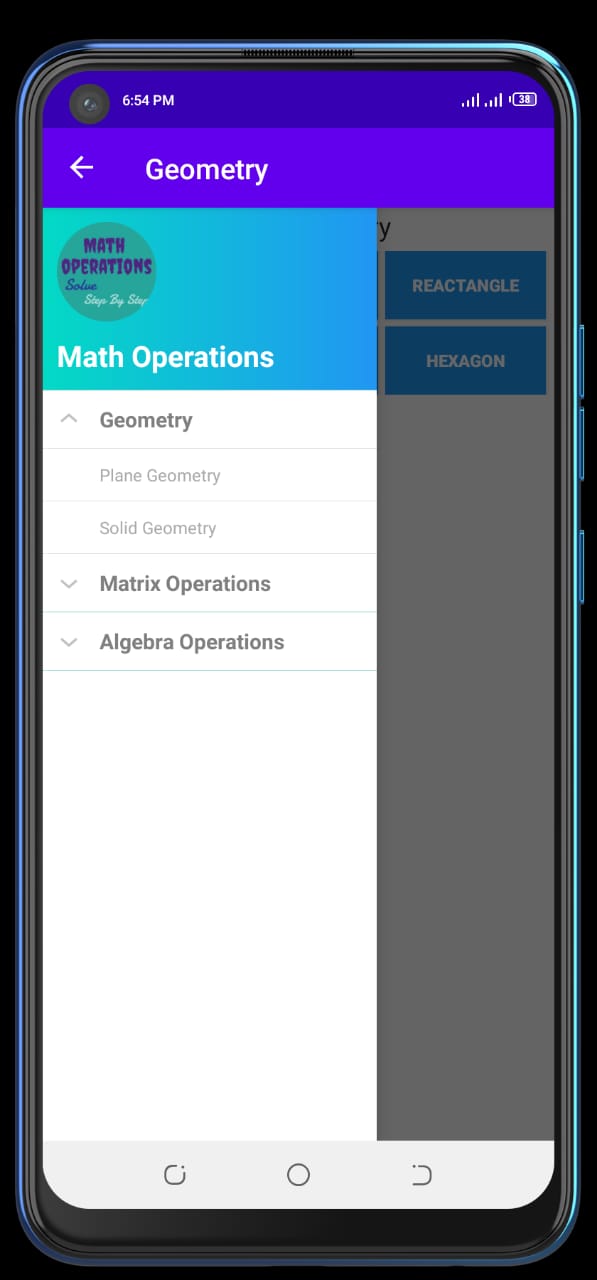 6:54 PM
38
Geometry
MATH
OPERATIONS
Solve
Step By Step
Math Operations
y
REACTANGLE
HEXAGON
Geometry
Plane Geometry
Solid Geometry
Matrix Operations
Algebra Operations